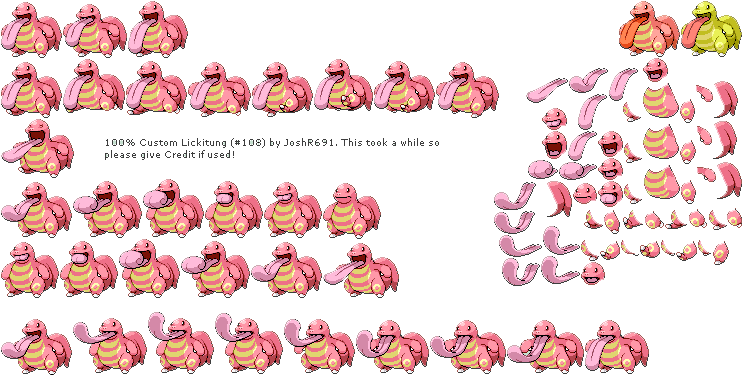 100% Custom Lickitung (#108) by JoshR691. This took a while so
please give Credit if used!